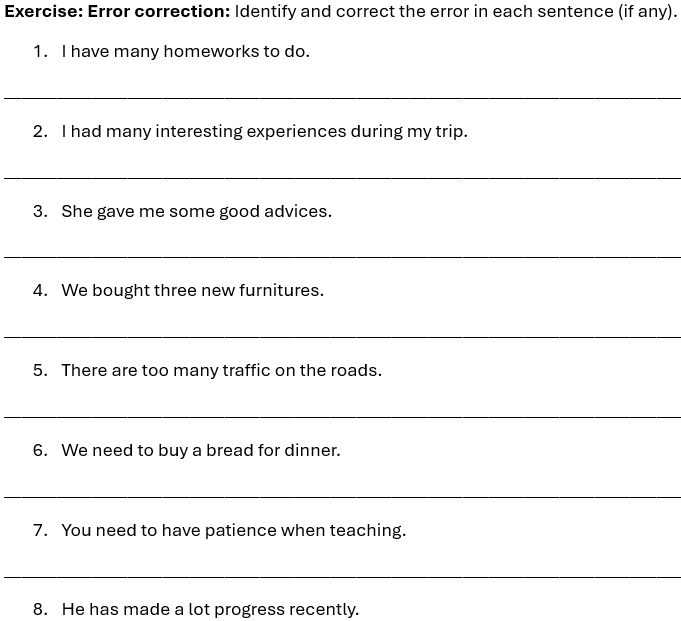 Exercise: Error correction: Identify and correct the error in each sentence (if any).
1. I have many homeworks to do.
2. I had many interesting experiences during my trip.
3. She gave me some good advices.
4. We bought three new furnitures.
5. There are too many traffic on the roads.
6. We need to buy a bread for dinner.
7. You need to have patience when teaching.
8. He has made a lot progress recently.